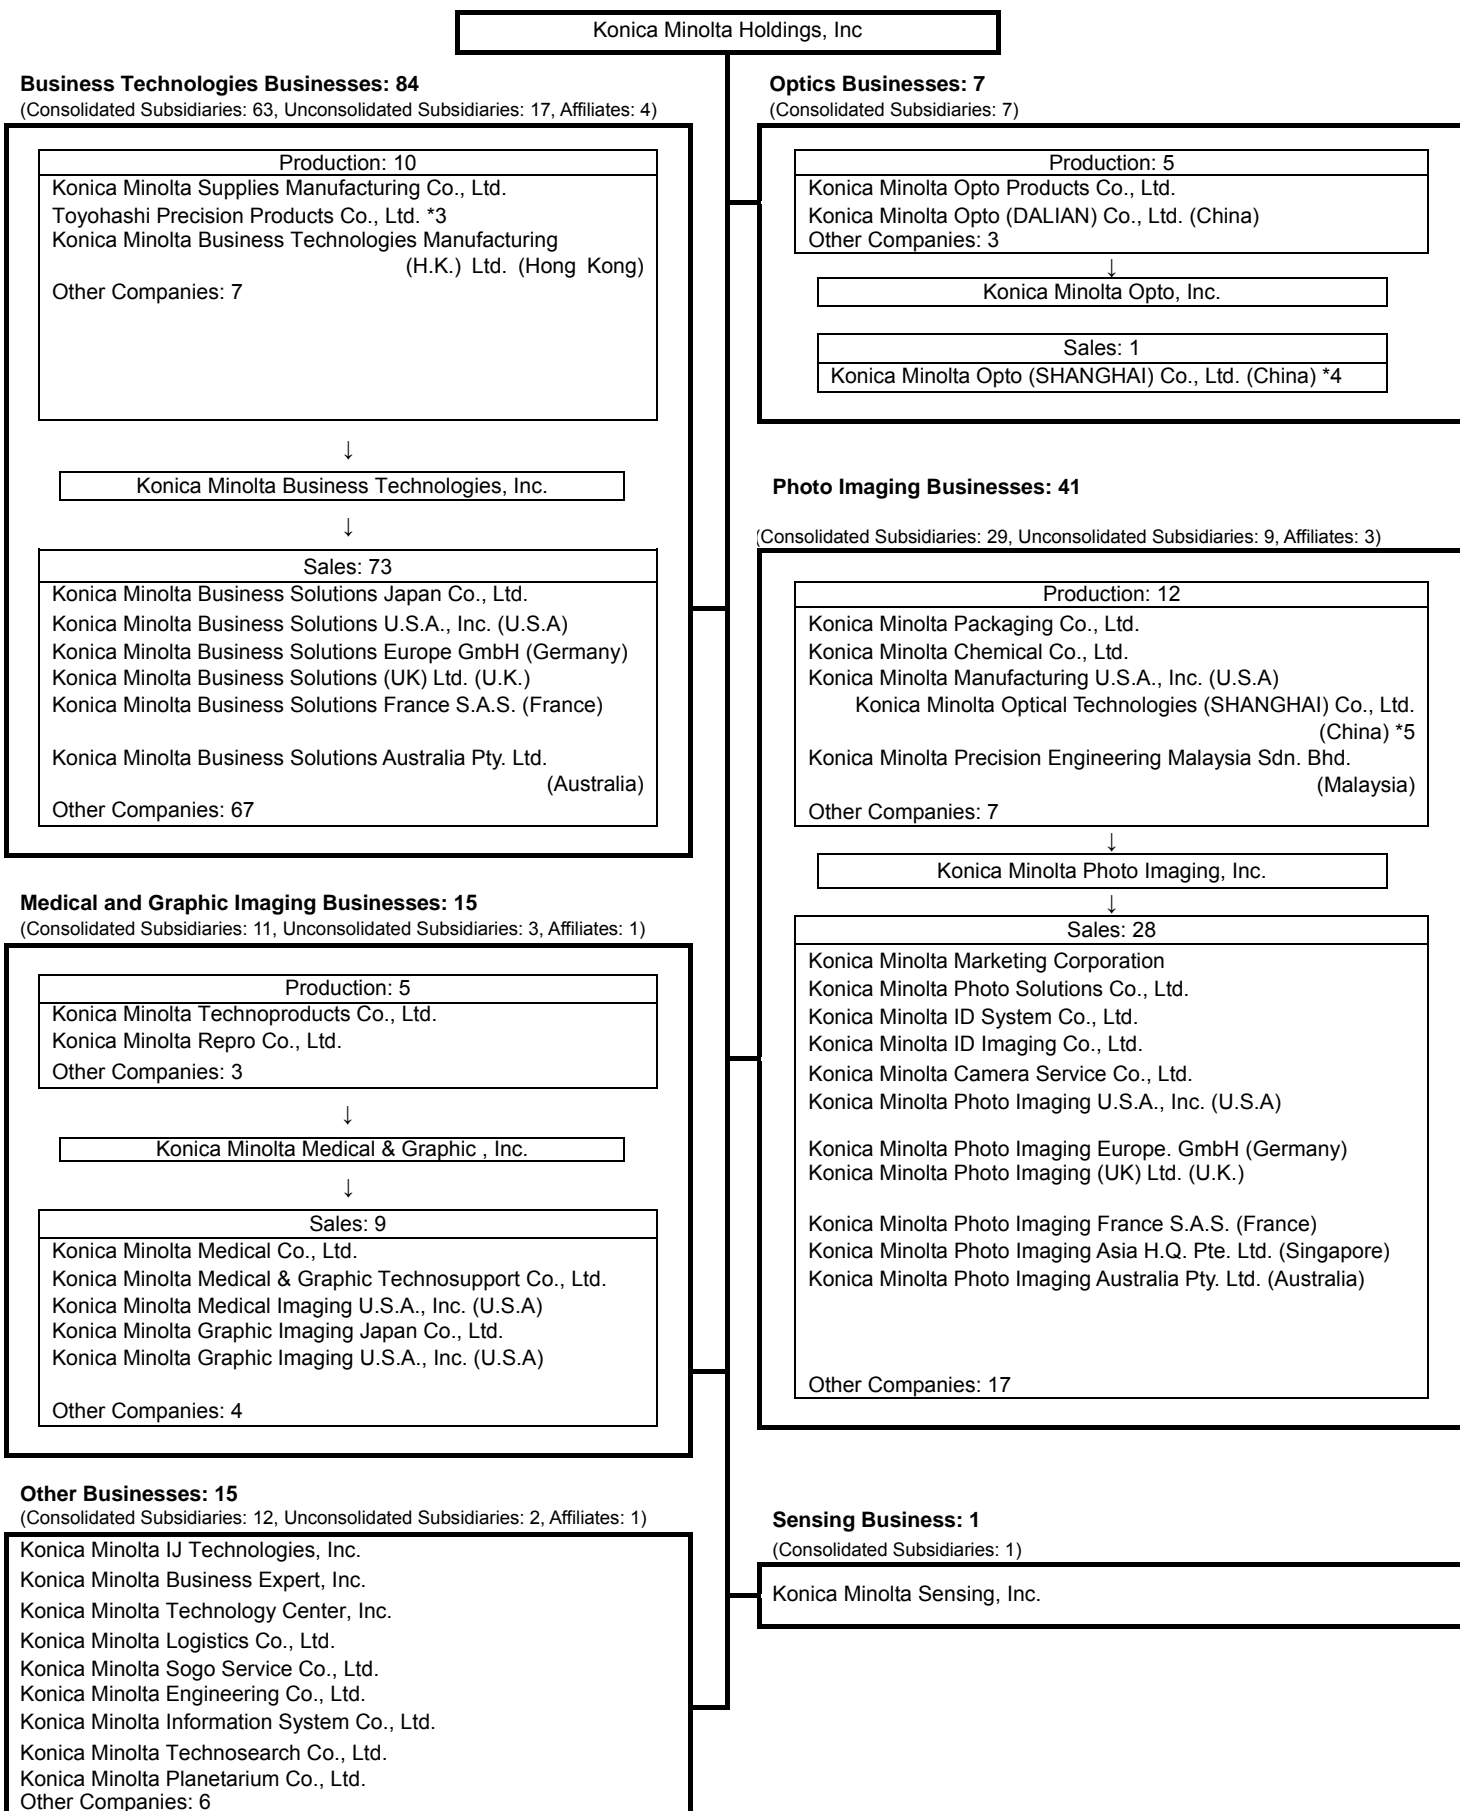 Konica Minolta Holdings, Inc
Business Technologies Businesses: 84
(Consolidated Subsidiaries: 63, Unconsolidated Subsidiaries: 17, Affiliates: 4)
Production: 10
Konica Minolta Supplies Manufacturing Co., Ltd.
Toyohashi Precision Products Co., Ltd. *3
Konica Minolta Business Technologies Manufacturing
(H.K.) Ltd. (Hong Kong)
Other Companies: 7
↓
Konica Minolta Business Technologies, Inc.
↓
Sales: 73
Konica Minolta Business Solutions Japan Co., Ltd.
Konica Minolta Business Solutions U.S.A., Inc. (U.S.A)
Konica Minolta Business Solutions Europe GmbH (Germany)
Konica Minolta Business Solutions (UK) Ltd. (U.K.)
Konica Minolta Business Solutions France S.A.S. (France)
Konica Minolta Business Solutions Australia Pty. Ltd.
(Australia)
Other Companies: 67
Medical and Graphic Imaging Businesses: 15
(Consolidated Subsidiaries: 11, Unconsolidated Subsidiaries: 3, Affiliates: 1)
Production: 5
Konica Minolta Technoproducts Co., Ltd.
Konica Minolta Repro Co., Ltd.
Other Companies: 3
↓
Konica Minolta Medical & Graphic , Inc.
↓
Sales: 9
Konica Minolta Medical Co., Ltd.
Konica Minolta Medical & Graphic Technosupport Co., Ltd.
Konica Minolta Medical Imaging U.S.A., Inc. (U.S.A)
Konica Minolta Graphic Imaging Japan Co., Ltd.
Konica Minolta Graphic Imaging U.S.A., Inc. (U.S.A)
Other Companies: 4
Other Businesses: 15
(Consolidated Subsidiaries: 12, Unconsolidated Subsidiaries: 2, Affiliates: 1)
Konica Minolta IJ Technologies, Inc.
Konica Minolta Business Expert, Inc.
Konica Minolta Technology Center, Inc.
Konica Minolta Logistics Co., Ltd.
Konica Minolta Sogo Service Co., Ltd.
Konica Minolta Engineering Co., Ltd.
Konica Minolta Information System Co., Ltd.
Konica Minolta Technosearch Co., Ltd.
Konica Minolta Planetarium Co., Ltd.
Other Companies: 6
Optics Businesses: 7
(Consolidated Subsidiaries: 7)
Production: 5
Konica Minolta Opto Products Co., Ltd.
Konica Minolta Opto (DALIAN) Co., Ltd. (China)
Other Companies: 3
↓
Konica Minolta Opto, Inc.
Sales: 1
Konica Minolta Opto (SHANGHAI) Co., Ltd. (China) *4
Photo Imaging Businesses: 41
(Consolidated Subsidiaries: 29, Unconsolidated Subsidiaries: 9, Affiliates: 3)
Production: 12
Konica Minolta Packaging Co., Ltd.
Konica Minolta Chemical Co., Ltd.
Konica Minolta Manufacturing U.S.A., Inc. (U.S.A)
Konica Minolta Optical Technologies (SHANGHAI) Co., Ltd.
(China) *5
Konica Minolta Precision Engineering Malaysia Sdn. Bhd.
(Malaysia)
Other Companies: 7
↓
Konica Minolta Photo Imaging, Inc.
↓
Sales: 28
Konica Minolta Marketing Corporation
Konica Minolta Photo Solutions Co., Ltd.
Konica Minolta ID System Co., Ltd.
Konica Minolta ID Imaging Co., Ltd.
Konica Minolta Camera Service Co., Ltd.
Konica Minolta Photo Imaging U.S.A., Inc. (U.S.A)
Konica Minolta Photo Imaging Europe. GmbH (Germany)
Konica Minolta Photo Imaging (UK) Ltd. (U.K.)
Konica Minolta Photo Imaging France S.A.S. (France)
Konica Minolta Photo Imaging Asia H.Q. Pte. Ltd. (Singapore)
Konica Minolta Photo Imaging Australia Pty. Ltd. (Australia)
Other Companies: 17
Sensing Business: 1
(Consolidated Subsidiaries: 1)
Konica Minolta Sensing, Inc.